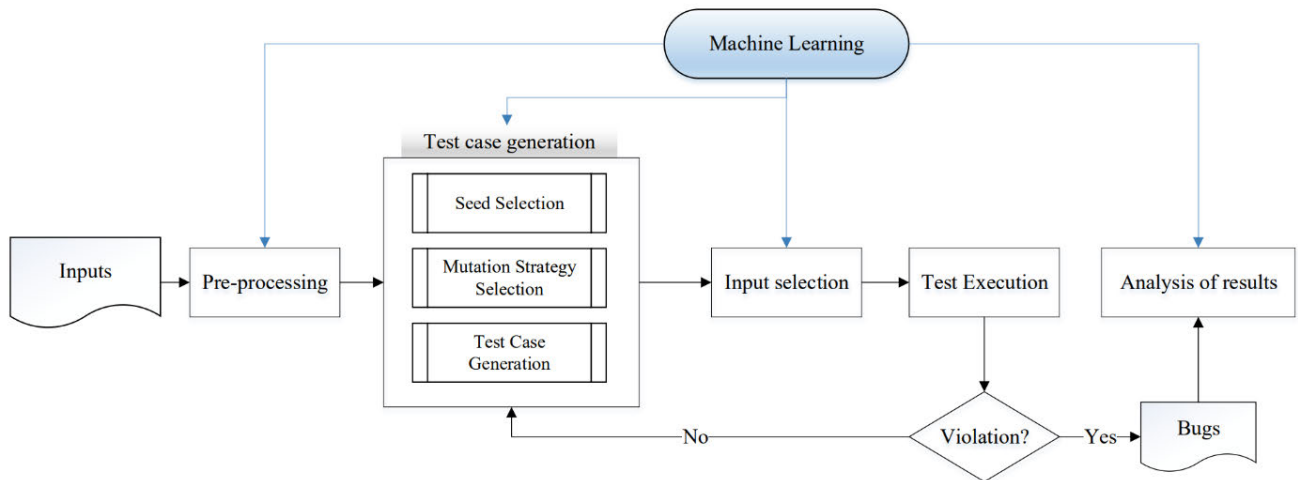 Machine Learning
Test case generation
Seed Selection
Inputs
Pre-processing
Mutation Strategy
Selection
Input selection
Test Execution
Analysis of results
Test Case
Generation
No
Violation?
Yes
Bugs